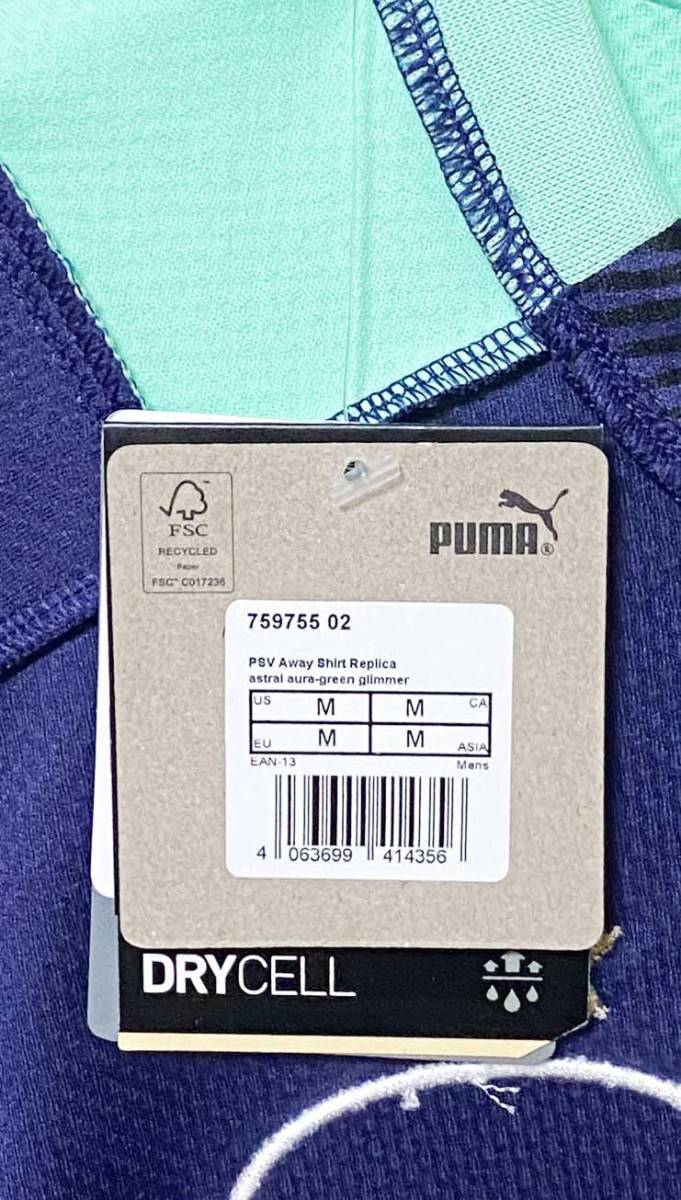 FSC™
RECYCLED
Paper
FSC™ C017236
PUMA®
759755 02
PSV Away Shirt Replica
astral aura-green glimmer
US M M CA
EU M M ASIA
EAN-13 Mens
4 063699 414356
DRYCELL